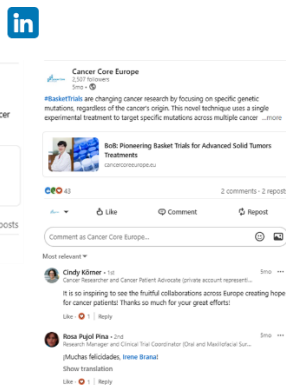 in
Cancer Core Europe
2,507 followers
5mo •
#BasketTrials are changing cancer research by focusing on specific genetic
mutations, regardless of the cancer's origin. This novel technique uses a single
experimental treatment to target specific mutations across multiple cancer ...more
cer
BoB: Pioneering Basket Trials for Advanced Solid Tumors
Treatments
cancercoreeurope.eu
43
2 comments · 2 repost
posts
Like
Comment
Repost
Comment as Cancer Core Europe...
Most relevant
Cindy Körner • 1st
5mo
Cancer Researcher and Cancer Patient Advocate (private account representi...
It is so inspiring to see the fruitful collaborations across Europe creating hope
for cancer patients! Thanks so much for your great efforts!
Like · 1 | Reply
Rosa Pujol Pina • 2nd
5mo
Research Manager and Clinical Trial Coordinator (Oral and Maxillofacial Sur...
¡Muchas felicidades, Irene Brana!
Show translation
Like · 1 | Reply